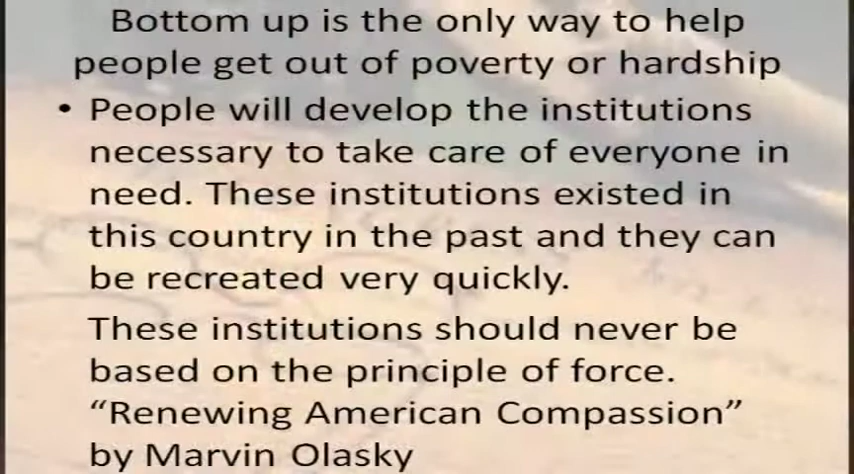 Bottom up is the only way to help
people get out of poverty or hardship
• People will develop the institutions
necessary to take care of everyone in
need. These institutions existed in
this country in the past and they can
be recreated very quickly.
These institutions should never be
based on the principle of force.
“Renewing American Compassion”
by Marvin Olasky